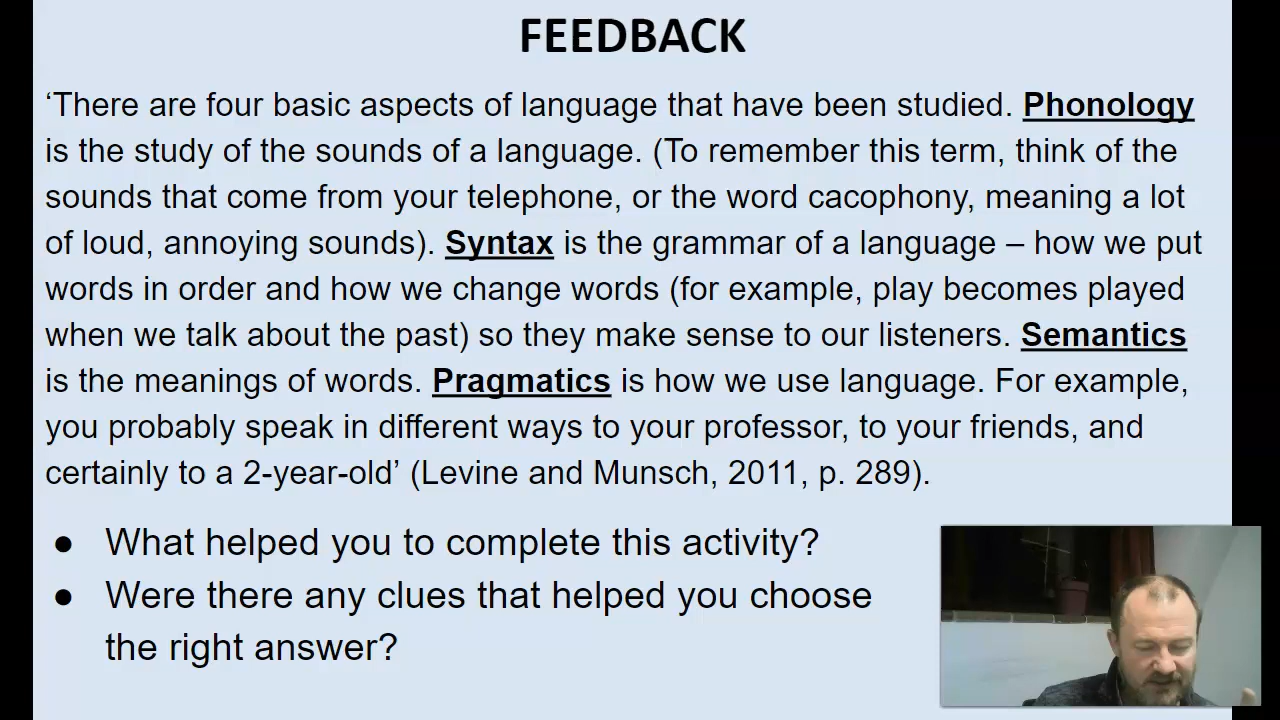 FEEDBACK
‘There are four basic aspects of language that have been studied. Phonology
is the study of the sounds of a language. (To remember this term, think of the
sounds that come from your telephone, or the word cacophony, meaning a lot
of loud, annoying sounds). Syntax is the grammar of a language – how we put
words in order and how we change words (for example, play becomes played
when we talk about the past) so they make sense to our listeners. Semantics
is the meanings of words. Pragmatics is how we use language. For example,
you probably speak in different ways to your professor, to your friends, and
certainly to a 2-year-old’ (Levine and Munsch, 2011, p. 289).
● What helped you to complete this activity?
● Were there any clues that helped you choose
the right answer?